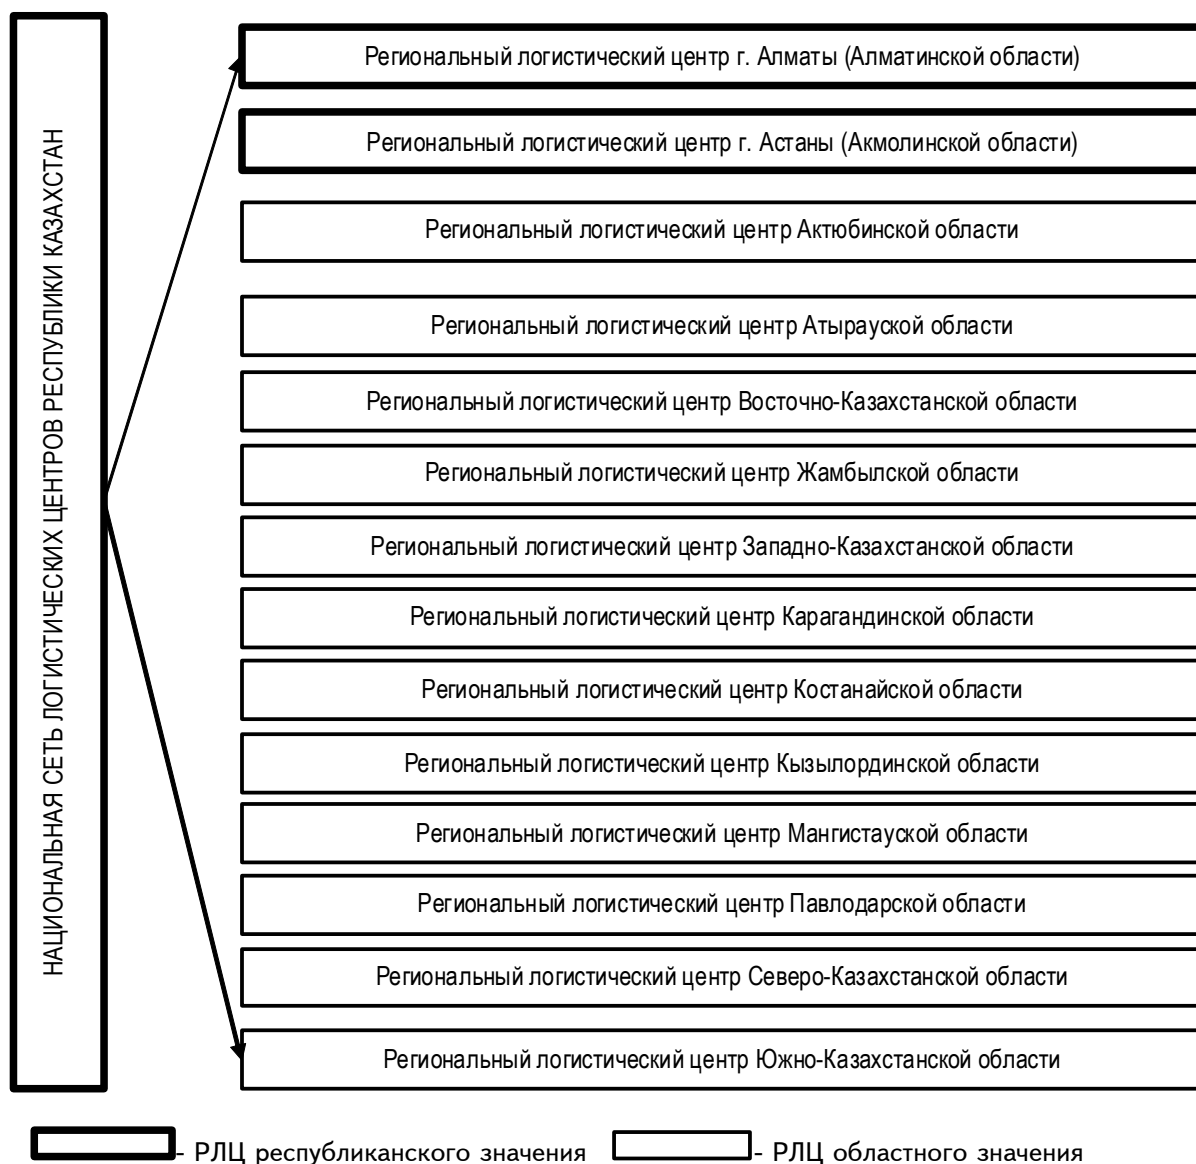 НАЦИОНАЛЬНАЯ СЕТЬ ЛОГИСТИЧЕСКИХ ЦЕНТРОВ РЕСПУБЛИКИ КАЗАХСТАН
Региональный логистический центр г. Алматы (Алматинской области)
Региональный логистический центр г. Астаны (Акмолинской области)
Региональный логистический центр Актюбинской области
Региональный логистический центр Атырауской области
Региональный логистический центр Восточно-Казахстанской области
Региональный логистический центр Жамбылской области
Региональный логистический центр Западно-Казахстанской области
Региональный логистический центр Карагандинской области
Региональный логистический центр Костанайской области
Региональный логистический центр Кызылординской области
Региональный логистический центр Мангистауской области
Региональный логистический центр Павлодарской области
Региональный логистический центр Северо-Казахстанской области
Региональный логистический центр Южно-Казахстанской области
- РЛЦ республиканского значения - РЛЦ областного значения